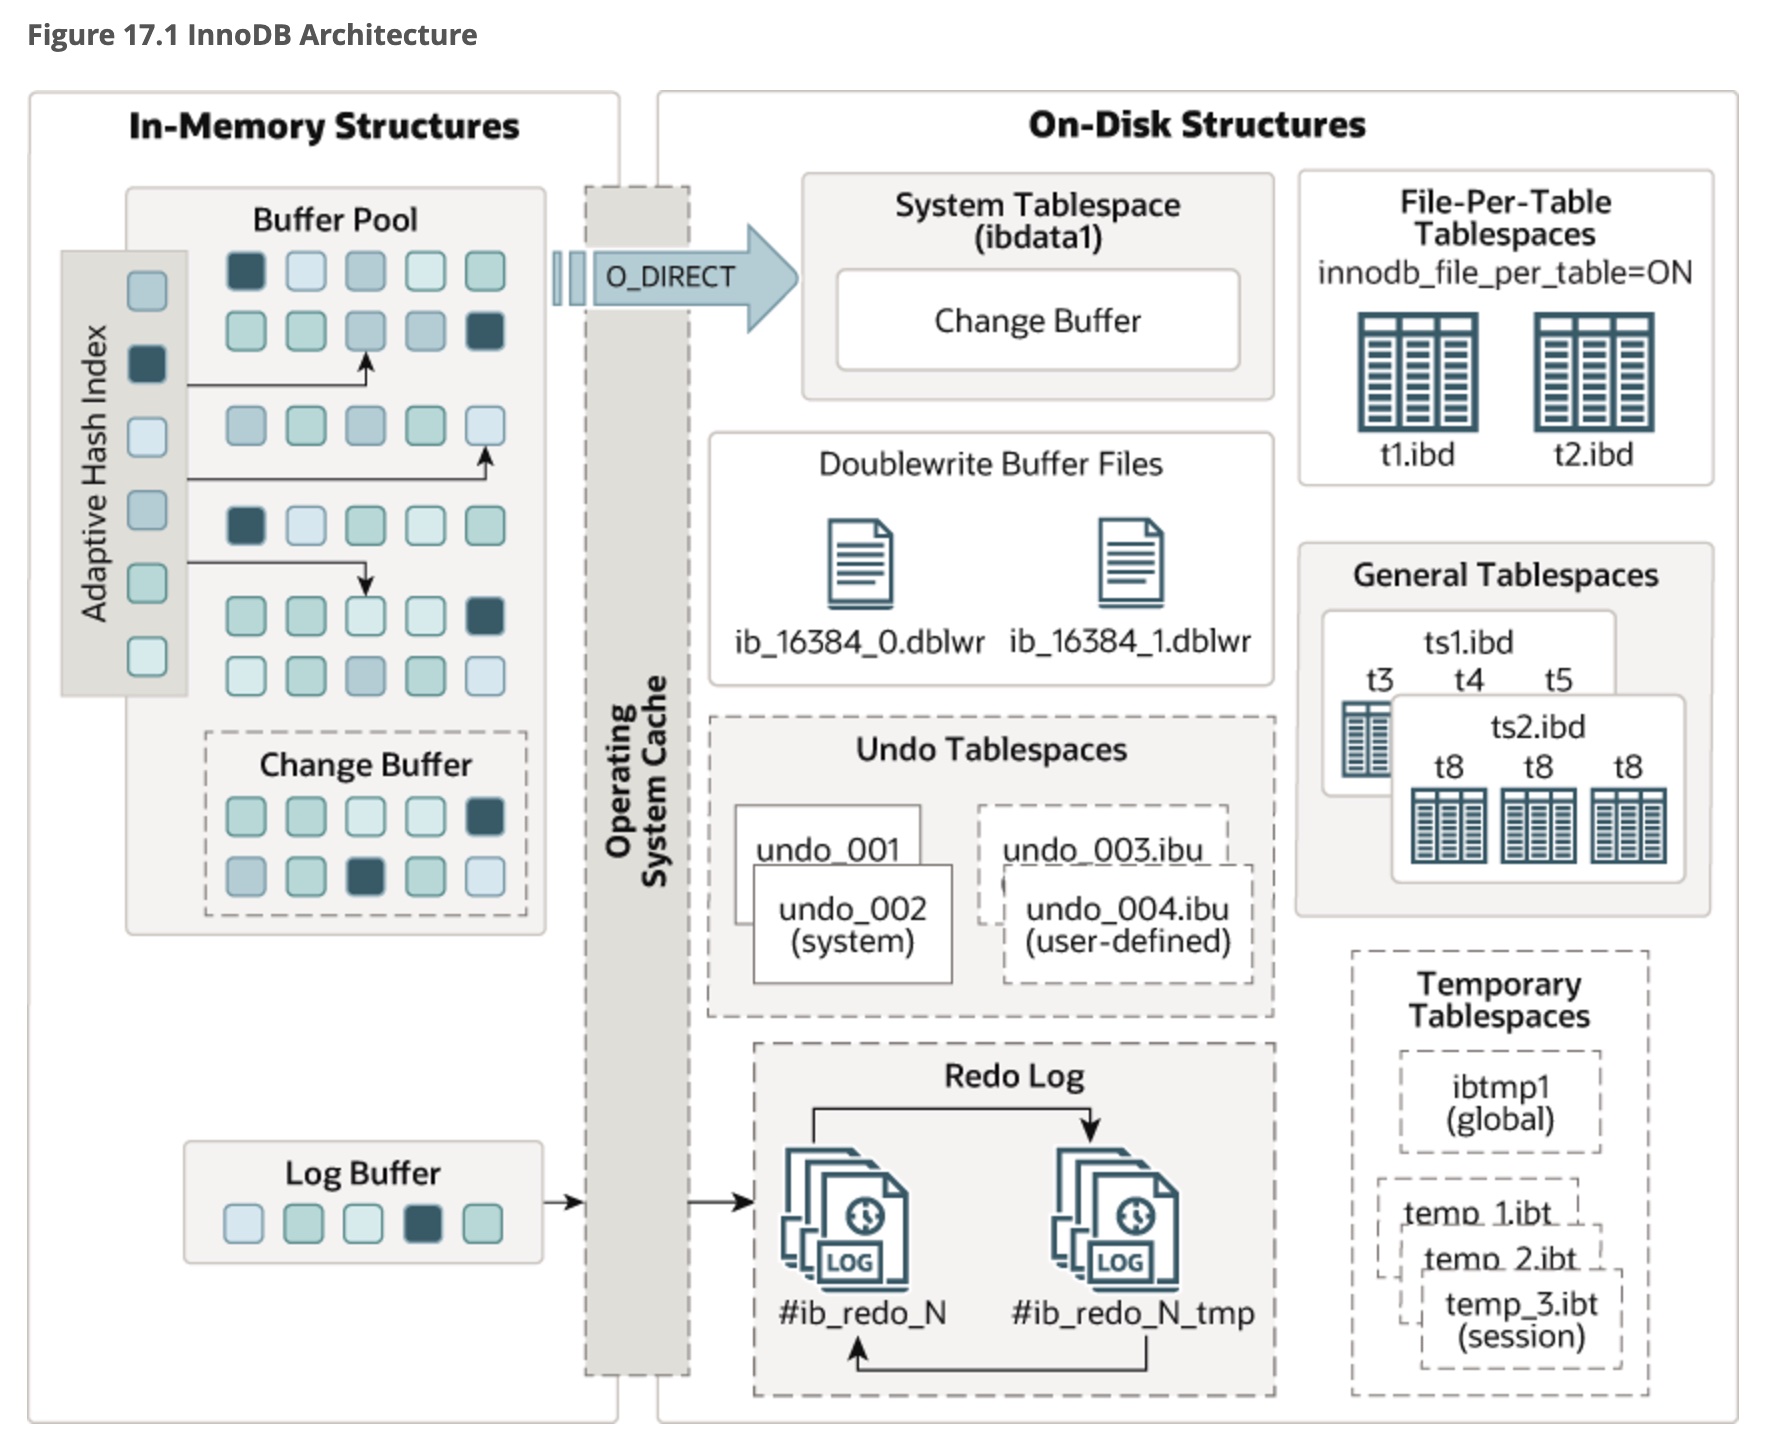 Figure 17.1 InnoDB Architecture
In-Memory Structures
Buffer Pool
Adaptive Hash Index
Change Buffer
Log Buffer
Operating
System Cache
O_DIRECT
On-Disk Structures
System Tablespace
(ibdata1)
Change Buffer
Doublewrite Buffer Files
ib_16384_0.dblwr
ib_16384_1.dblwr
Undo Tablespaces
undo_001
undo_002
(system)
undo_003.ibu
undo_004.ibu
(user-defined)
Redo Log
LOG
LOG
#ib_redo_N
#ib_redo_N_tmp
File-Per-Table
Tablespaces
innodb_file_per_table=ON
t1.ibd
t2.ibd
General Tablespaces
ts1.ibd
t3 t4 t5
ts2.ibd
t8 t8 t8
Temporary
Tablespaces
ibtmp1
(global)
temp_1.ibt
temp_2.ibt
temp_3.ibt
(session)